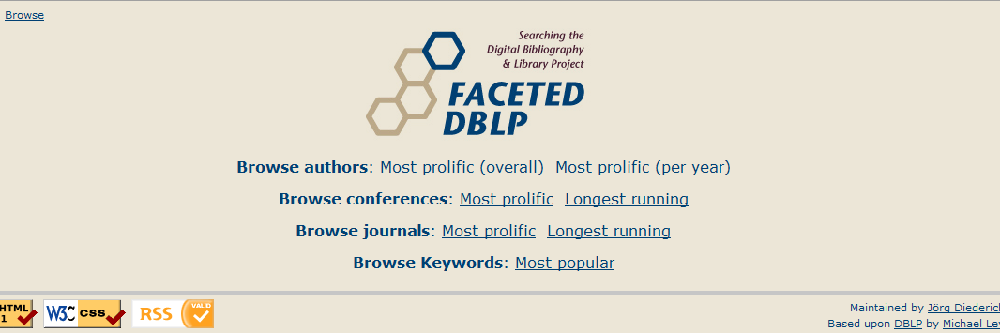 Browse
Searching the
Digital Bibliography
& Library Project
FACETED
DBLP
Browse authors: Most prolific (overall) Most prolific (per year)
Browse conferences: Most prolific Longest running
Browse journals: Most prolific Longest running
Browse Keywords: Most popular
HTML
1
W3C css
RSS VALID
Maintained by Jörg Diederich
Based upon DBLP by Michael